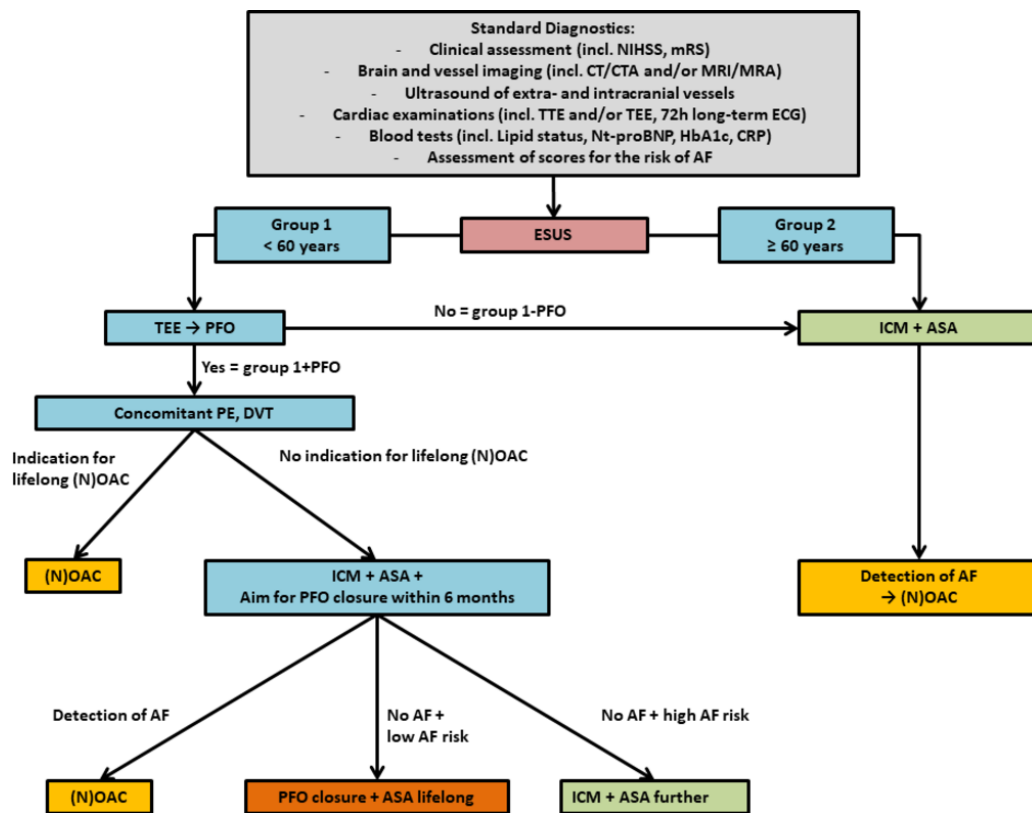 Standard Diagnostics:
- Clinical assessment (incl. NIHSS, mRS)
- Brain and vessel imaging (incl. CT/CTA and/or MRI/MRA)
- Ultrasound of extra- and intracranial vessels
- Cardiac examinations (incl. TTE and/or TEE, 72h long-term ECG)
- Blood tests (incl. Lipid status, Nt-proBNP, HbA1c, CRP)
- Assessment of scores for the risk of AF
Group 1
< 60 years
ESUS
Group 2
≥ 60 years
No = group 1-PFO
TEE → PFO
ICM + ASA
Yes = group 1+PFO
Concomitant PE, DVT
Indication for
lifelong (N)OAC
No indication for lifelong (N)OAC
(N)OAC
ICM + ASA +
Aim for PFO closure within 6 months
Detection of AF
→ (N)OAC
Detection of AF
No AF +
low AF risk
No AF + high AF risk
(N)OAC
PFO closure + ASA lifelong
ICM + ASA further